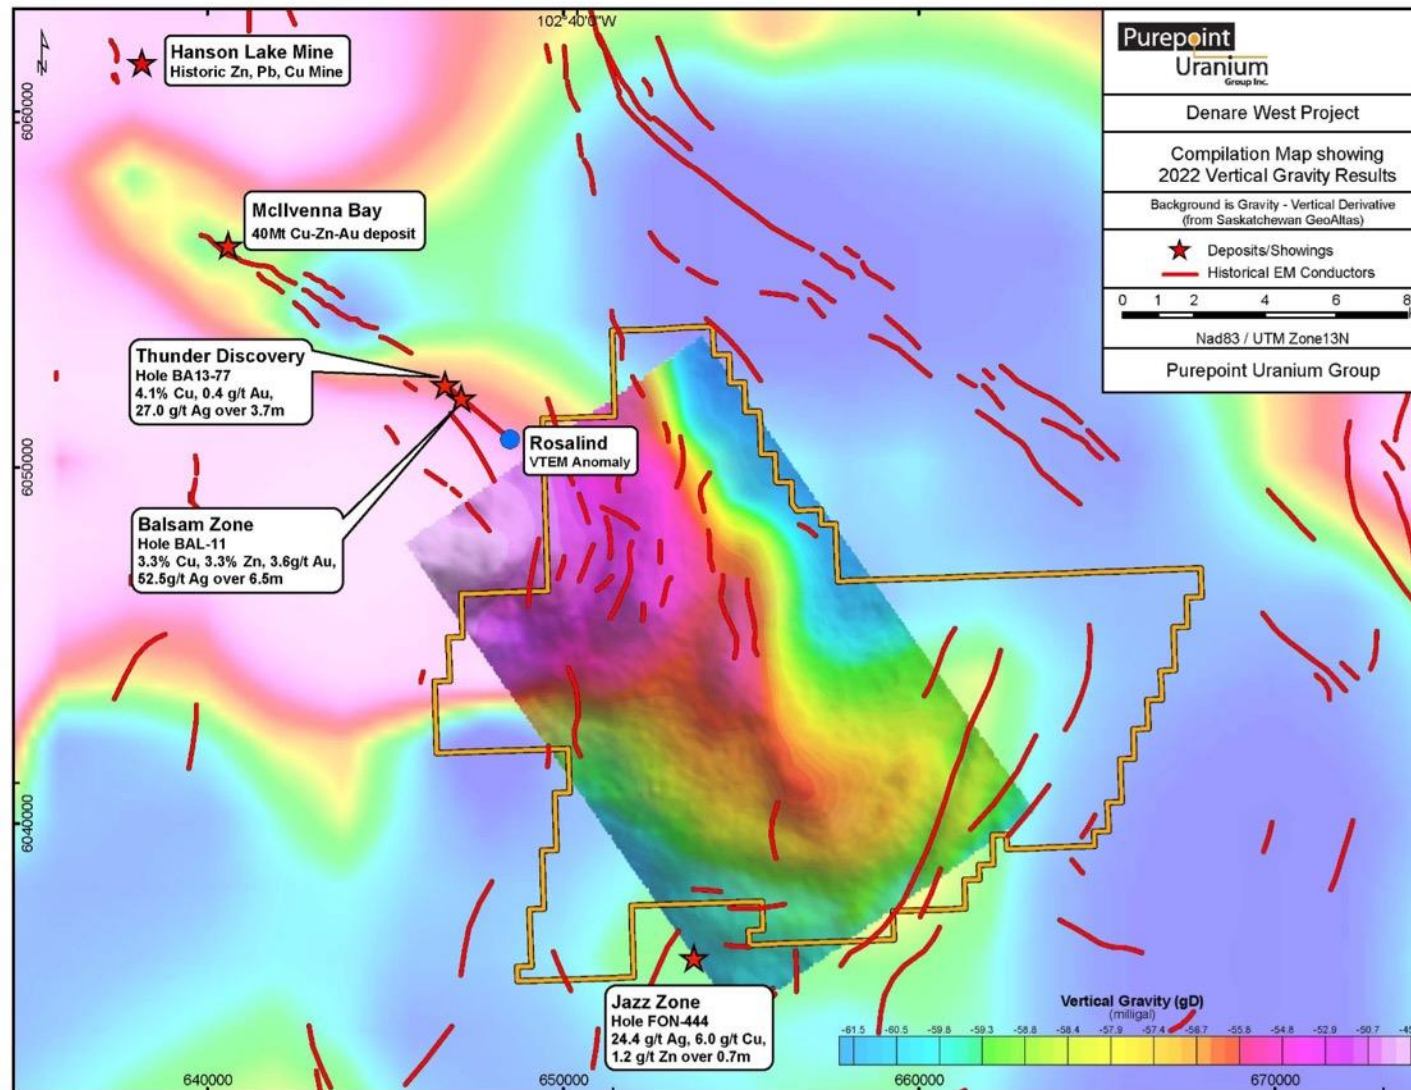 102°40'0"W
Hanson Lake Mine
Historic Zn, Pb, Cu Mine
N
Purepoint
Uranium
Group Inc.
Denare West Project
Compilation Map showing
2022 Vertical Gravity Results
Background is Gravity - Vertical Derivative
(from Saskatchewan GeoAltas)
Deposits/Showings
Historical EM Conductors
0 1 2 4 6 8
Nad83 / UTM Zone13N
Purepoint Uranium Group
6060000
McIlvenna Bay
40Mt Cu-Zn-Au deposit
Thunder Discovery
Hole BA13-77
4.1% Cu, 0.4 g/t Au,
27.0 g/t Ag over 3.7m
Rosalind
VTEM Anomaly
6050000
Balsam Zone
Hole BAL-11
3.3% Cu, 3.3% Zn, 3.6g/t Au,
52.5g/t Ag over 6.5m
6040000
Jazz Zone
Hole FON-444
24.4 g/t Ag, 6.0 g/t Cu,
1.2 g/t Zn over 0.7m
Vertical Gravity (gD)
(milligal)
-61.5 -60.5 -59.8 -59.3 -58.8 -58.4 -57.9 -57.4 -56.7 -55.8 -54.8 -52.9 -50.7
640000 650000 660000 670000